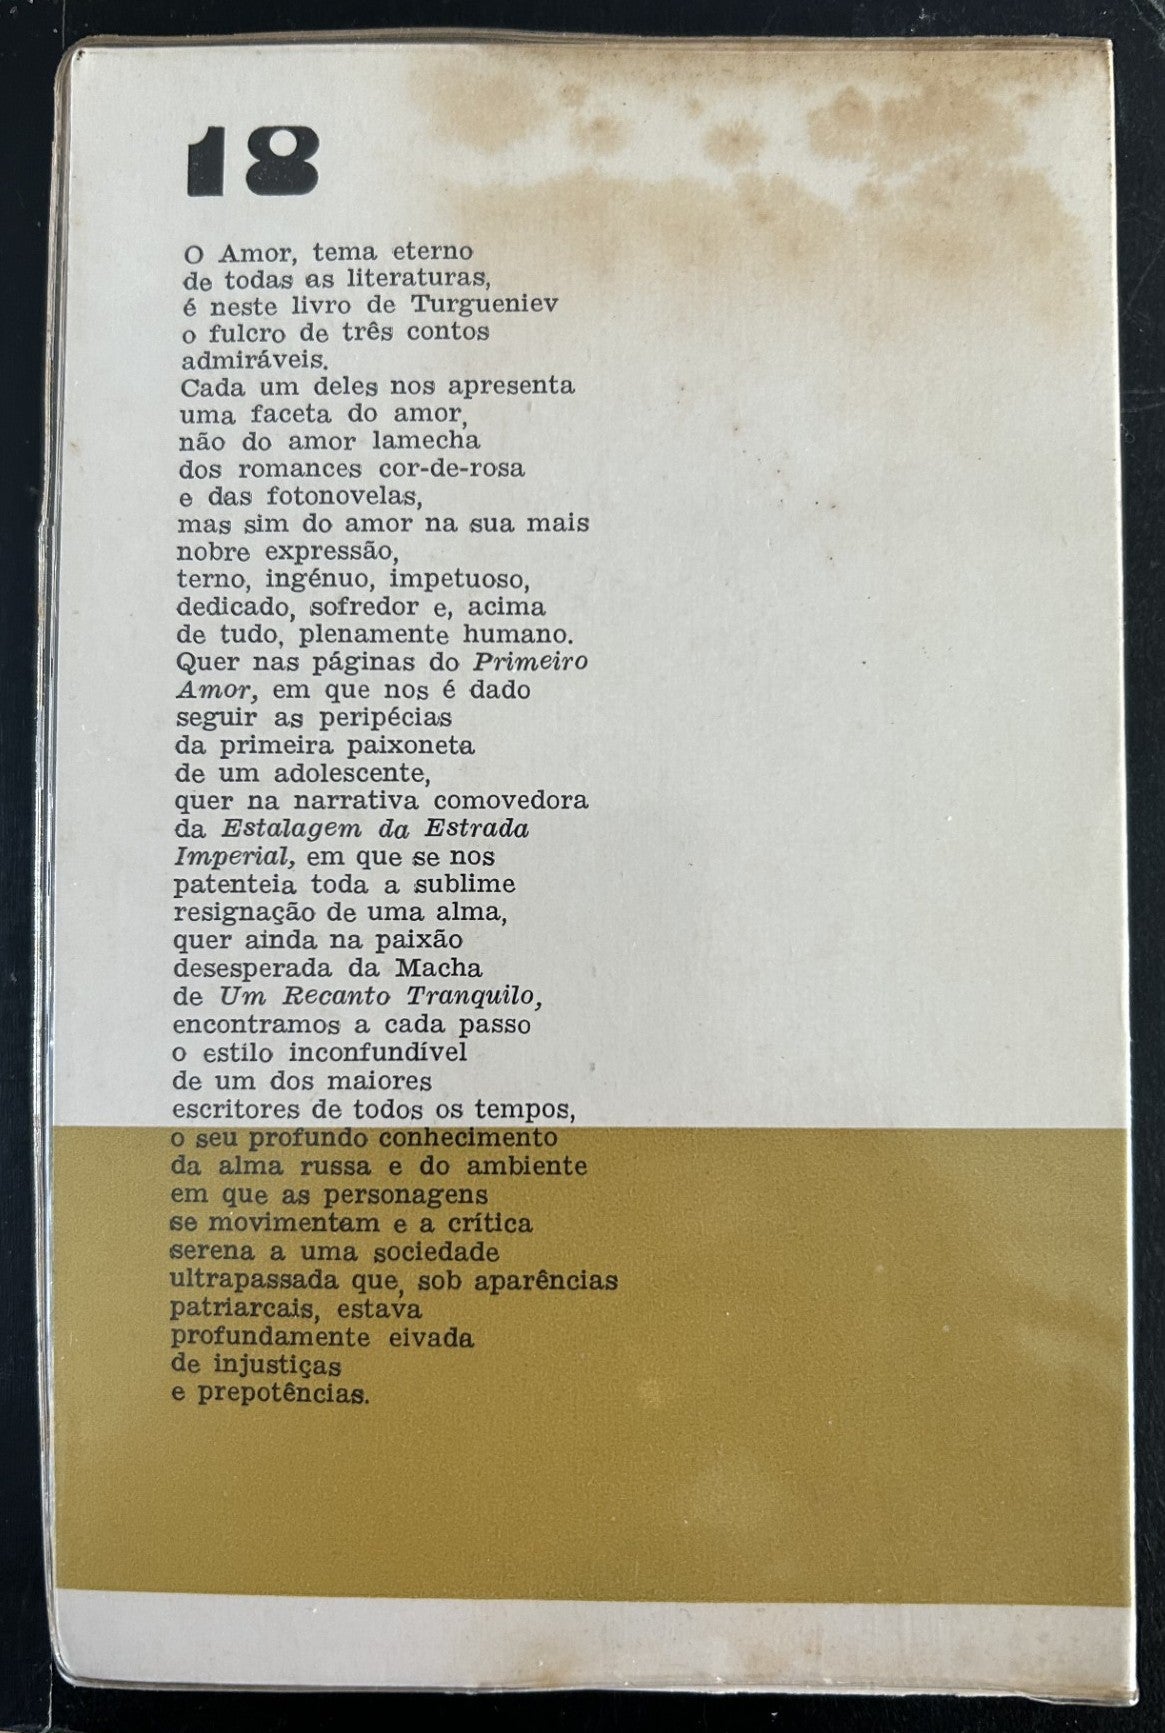 18
O Amor, tema eterno
de todas as literaturas,
é neste livro de Turgueniev
o fulcro de três contos
admiráveis.
Cada um deles nos apresenta
uma faceta do amor,
não do amor lamecha
dos romances cor-de-rosa
e das fotonovelas,
mas sim do amor na sua mais
nobre expressão,
terno, ingénuo, impetuoso,
dedicado, sofredor e, acima
de tudo, plenamente humano.
Quer nas páginas do Primeiro
Amor, em que nos é dado
seguir as peripécias
da primeira paixoneta
de um adolescente,
quer na narrativa comovedora
da Estalagem da Estrada
Imperial, em que se nos
patenteia toda a sublime
resignação de uma alma,
quer ainda na paixão
desesperada da Macha
de Um Recanto Tranquilo,
encontramos a cada passo
o estilo inconfundível
de um dos maiores
escritores de todos os tempos,
o seu profundo conhecimento
da alma russa e do ambiente
em que as personagens
se movimentam e a crítica
serena a uma sociedade
ultrapassada que, sob aparências
patriarcais, estava
profundamente eivada
de injustiças
e prepotências.